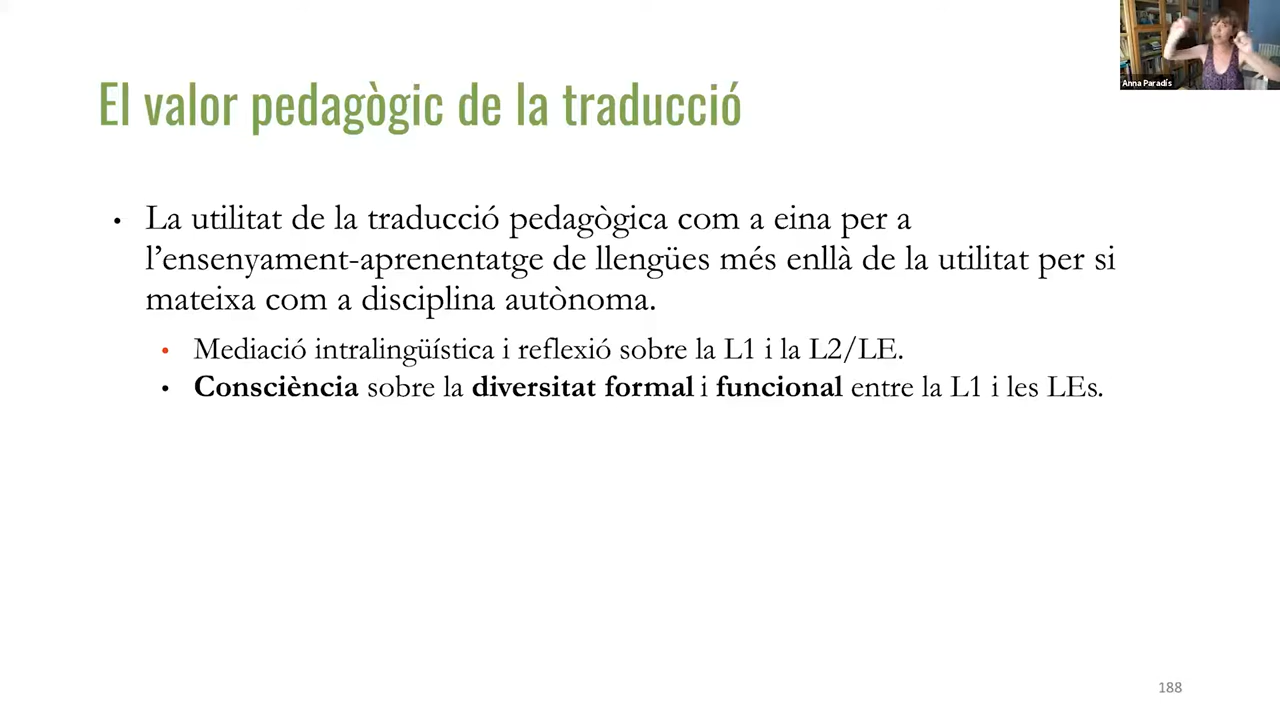 Anna Paradís
El valor pedagògic de la traducció
• La utilitat de la traducció pedagògica com a eina per a
l’ensenyament-aprenentatge de llengües més enllà de la utilitat per si
mateixa com a disciplina autònoma.
• Mediació intralingüística i reflexió sobre la L1 i la L2/LE.
• Consciència sobre la diversitat formal i funcional entre la L1 i les LEs.
188